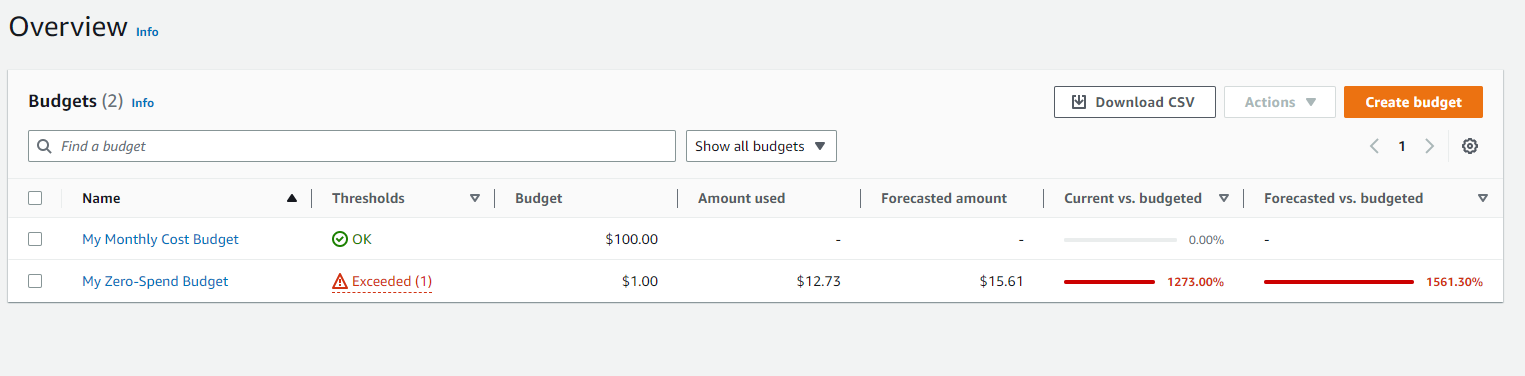 Overview Info
Budgets (2) Info
Download CSV
Actions
Create budget
Find a budget
Show all budgets
1
Name Thresholds Budget Amount used Forecasted amount Current vs. budgeted Forecasted vs. budgeted
My Monthly Cost Budget OK $100.00 - - 0.00% -
My Zero-Spend Budget Exceeded (1) $1.00 $12.73 $15.61 1273.00% 1561.30%